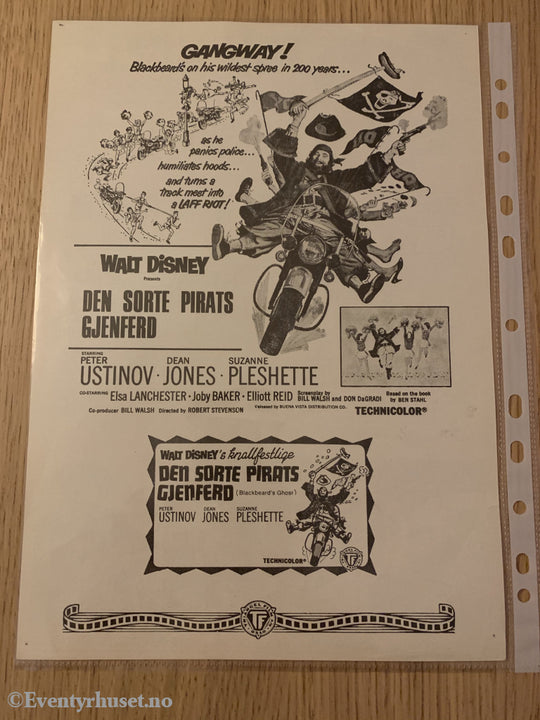 GANGWAY!
Blackbeard's on his wildest spree in 200 years...
as he
panics police...
humiliates hoods...
and turns a
track meet into
a LAFF RIOT!
WALT DISNEY
Presents
DEN SORTE PIRATS
GJENFERD
STARRING
PETER DEAN SUZANNE
USTINOV · JONES · PLESHETTE
CO-STARRING Elsa LANCHESTER · Joby BAKER · Elliott REID
Screenplay by BILL WALSH and DON DaGRADI
Based on the book by BEN STAHL
Co-producer BILL WALSH Directed by ROBERT STEVENSON
Released by BUENA VISTA DISTRIBUTION CO.
TECHNICOLOR®
WALT DISNEY's knallfestlige
DEN SORTE PIRATS
GJENFERD (Blackbeard's Ghost)
PETER DEAN SUZANNE
USTINOV JONES PLESHETTE
TECHNICOLOR®
TF
©Eventyrhuset.no